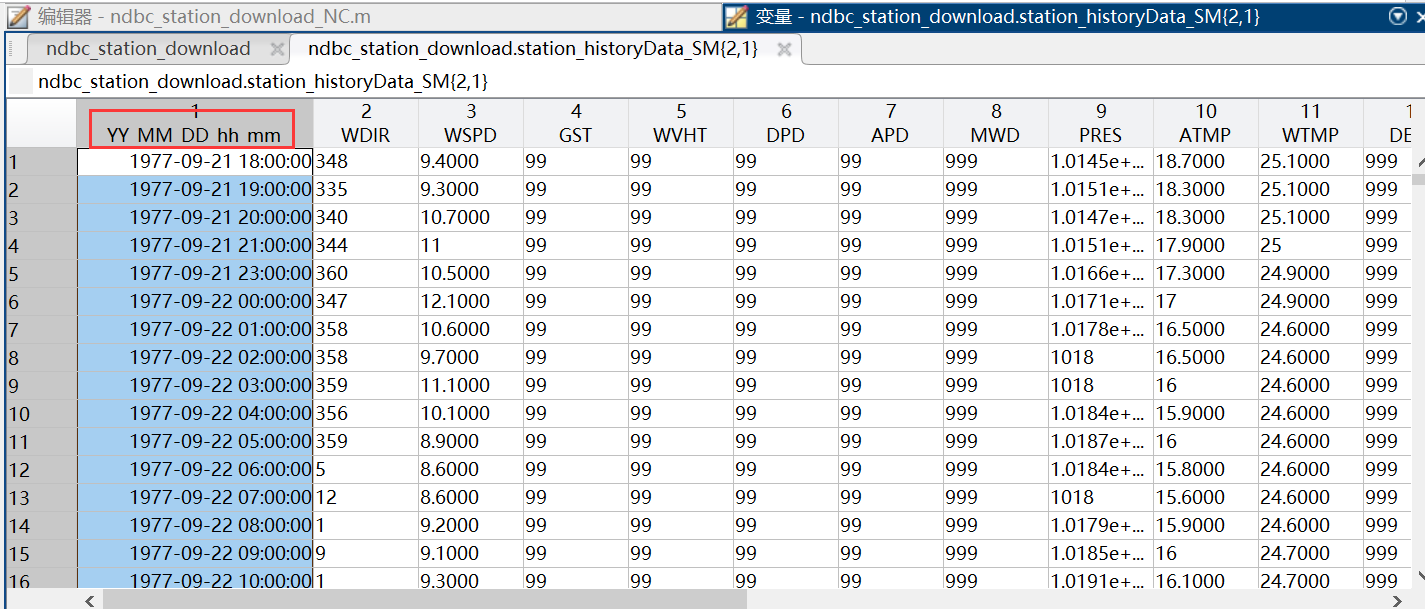 编辑器 - ndbc_station_download_NC.m
变量 - ndbc_station_download.station_historyData_SM{2,1}
ndbc_station_download
ndbc_station_download.station_historyData_SM{2,1}
ndbc_station_download.station_historyData_SM{2,1}
1 2 3 4 5 6 7 8 9 10 11 1
YY_MM_DD_hh_mm WDIR WSPD GST WVHT DPD APD MWD PRES ATMP WTMP DE
1 1977-09-21 18:00:00 348 9.4000 99 99 99 99 999 1.0145e+... 18.7000 25.1000 999
2 1977-09-21 19:00:00 335 9.3000 99 99 99 99 999 1.0151e+... 18.3000 25.1000 999
3 1977-09-21 20:00:00 340 10.7000 99 99 99 99 999 1.0147e+... 18.3000 25.1000 999
4 1977-09-21 21:00:00 344 11 99 99 99 99 999 1.0151e+... 17.9000 25 999
5 1977-09-21 23:00:00 360 10.5000 99 99 99 99 999 1.0166e+... 17.3000 24.9000 999
6 1977-09-22 00:00:00 347 12.1000 99 99 99 99 999 1.0171e+... 17 24.9000 999
7 1977-09-22 01:00:00 358 10.6000 99 99 99 99 999 1.0178e+... 16.5000 24.6000 999
8 1977-09-22 02:00:00 358 9.7000 99 99 99 99 999 1018 16.5000 24.6000 999
9 1977-09-22 03:00:00 359 11.1000 99 99 99 99 999 1018 16 24.6000 999
10 1977-09-22 04:00:00 356 10.1000 99 99 99 99 999 1.0184e+... 15.9000 24.6000 999
11 1977-09-22 05:00:00 359 8.9000 99 99 99 99 999 1.0187e+... 16 24.6000 999
12 1977-09-22 06:00:00 5 8.6000 99 99 99 99 999 1.0184e+... 15.8000 24.6000 999
13 1977-09-22 07:00:00 12 8.6000 99 99 99 99 999 1018 15.6000 24.6000 999
14 1977-09-22 08:00:00 1 9.2000 99 99 99 99 999 1.0179e+... 15.9000 24.6000 999
15 1977-09-22 09:00:00 9 9.1000 99 99 99 99 999 1.0185e+... 16 24.7000 999
16 1977-09-22 10:00:00 1 9.3000 99 99 99 99 999 1.0191e+... 16.1000 24.7000 999